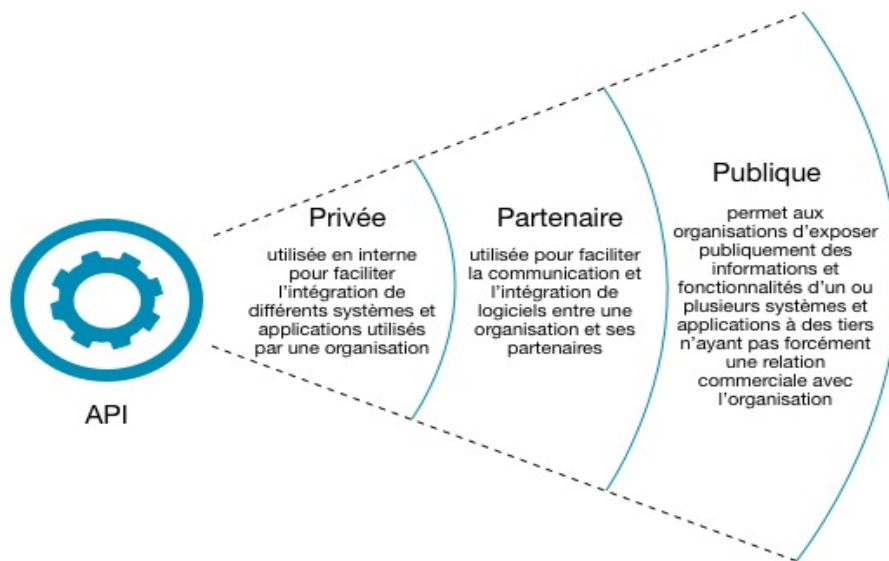 API
Privée
utilisée en interne
pour faciliter
l'intégration de
différents systèmes et
applications utilisés
par une organisation
Partenaire
utilisée pour faciliter
la communication et
l'intégration de
logiciels entre une
organisation et ses
partenaires
Publique
permet aux
organisations d'exposer
publiquement des
informations et
fonctionnalités d'un ou
plusieurs systèmes et
applications à des tiers
n'ayant pas forcément
une relation
commerciale avec
l'organisation